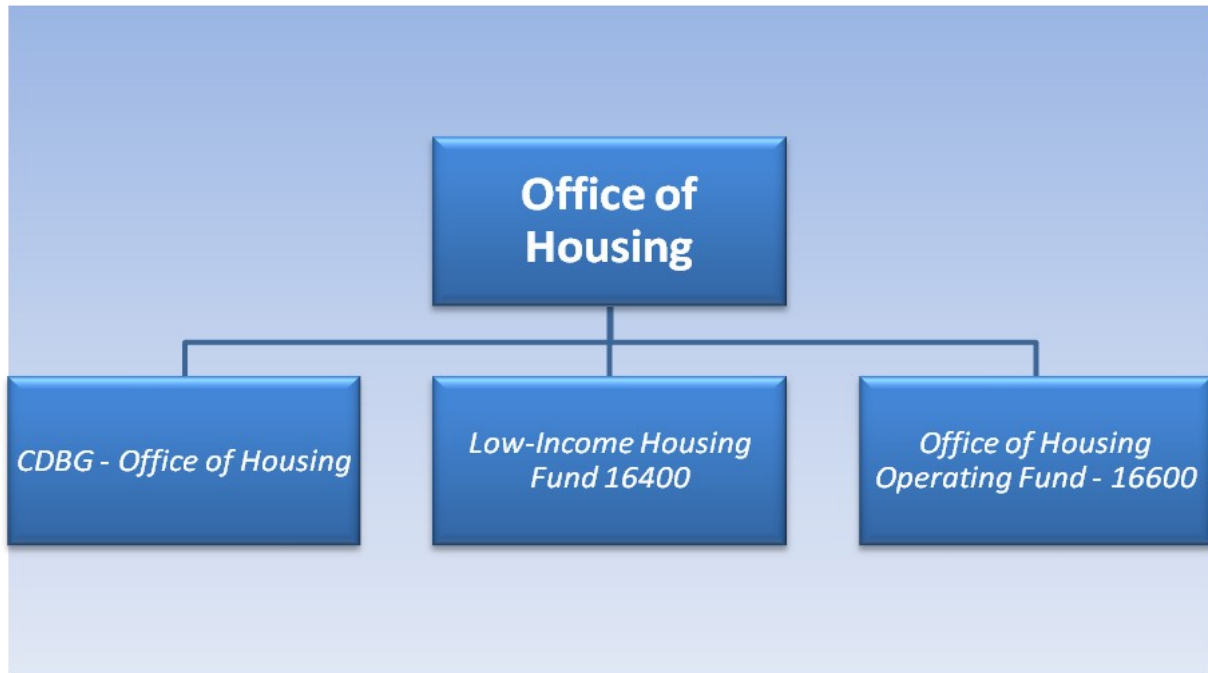 Office of
Housing
CDBG - Office of Housing
Low-Income Housing
Fund 16400
Office of Housing
Operating Fund - 16600